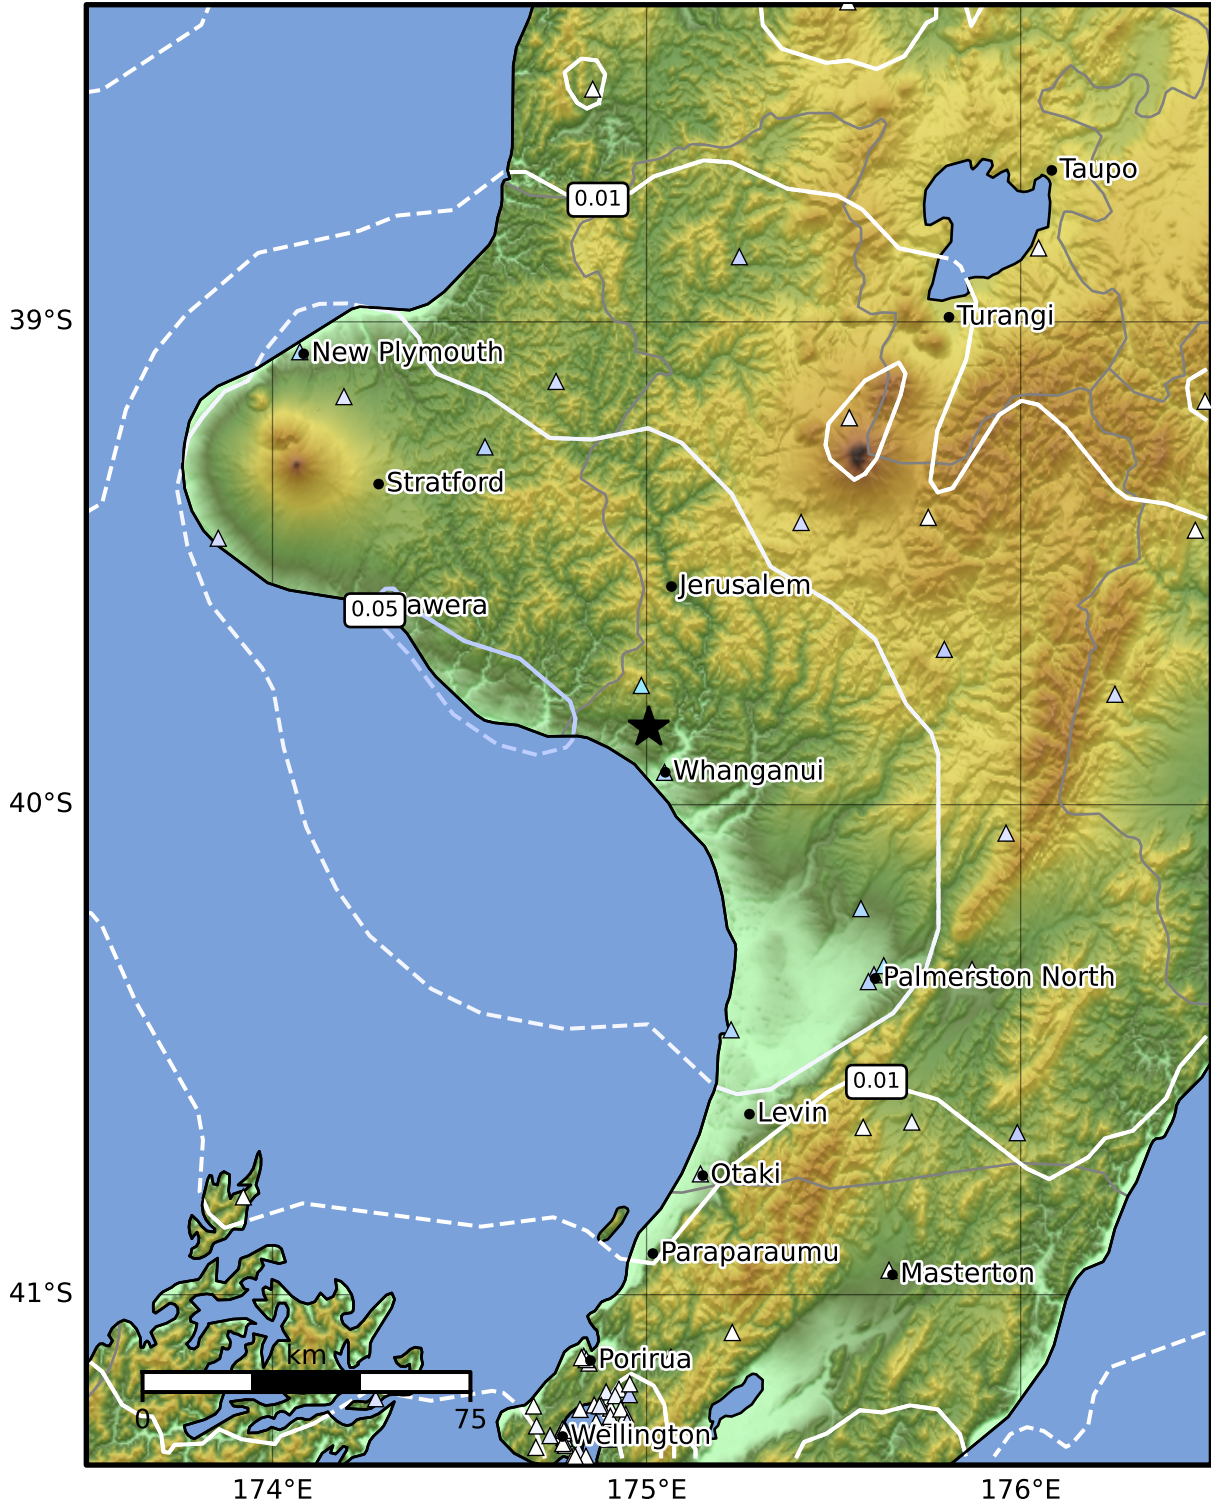 Taupo
0.01
39°S
Turangi
New Plymouth
Stratford
Jerusalem
0.05
awera
Whanganui
40°S
Palmerston North
0.01
Levin
Otaki
Paraparaumu
Masterton
41°S
km
Porirua
0
75
Wellington
174°E
175°E
176°E